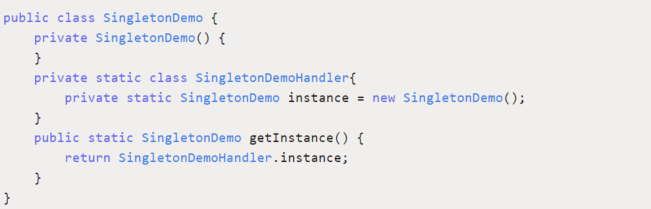 public class SingletonDemo {
    private SingletonDemo() {
    }
    private static class SingletonDemoHandler{
        private static SingletonDemo instance = new SingletonDemo();
    }
    public static SingletonDemo getInstance() {
        return SingletonDemoHandler.instance;
    }
}